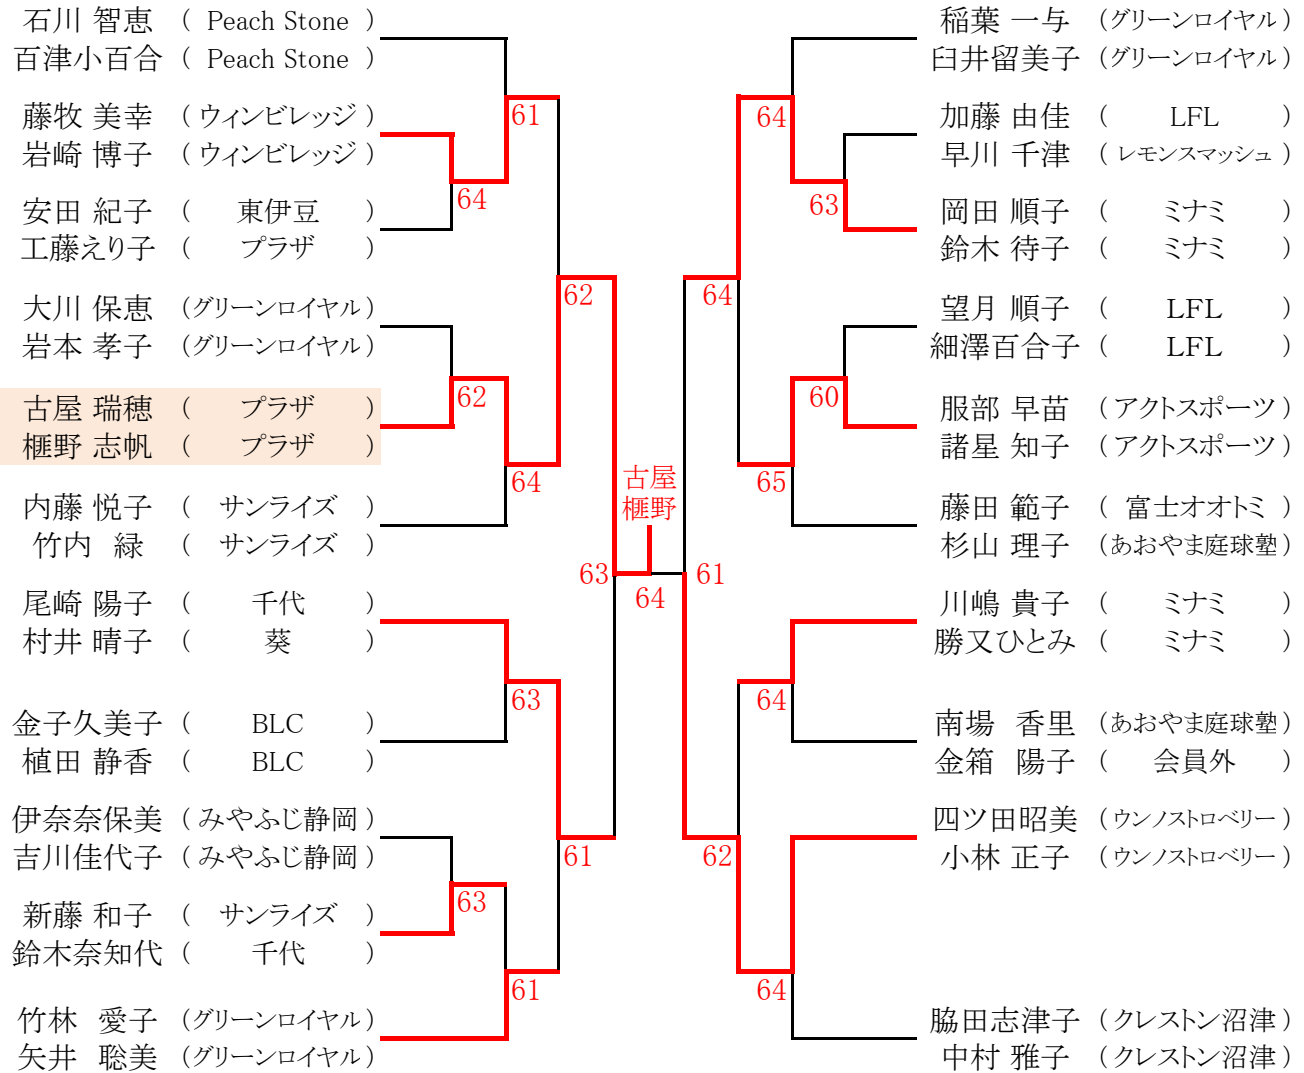 石川 智恵 ( Peach Stone )
百津小百合 ( Peach Stone )
藤牧 美幸 ( ウィンビレッジ )
岩崎 博子 ( ウィンビレッジ )
安田 紀子 ( 東伊豆 )
工藤えり子 ( プラザ )
大川 保恵 (グリーンロイヤル)
岩本 孝子 (グリーンロイヤル)
古屋 瑞穂 ( プラザ )
榧野 志帆 ( プラザ )
内藤 悦子 ( サンライズ )
竹内 緑 ( サンライズ )
尾崎 陽子 ( 千代 )
村井 晴子 ( 葵 )
金子久美子 ( BLC )
植田 静香 ( BLC )
伊奈奈保美 ( みやふじ静岡 )
吉川佳代子 ( みやふじ静岡 )
新藤 和子 ( サンライズ )
鈴木奈知代 ( 千代 )
竹林 愛子 (グリーンロイヤル)
矢井 聡美 (グリーンロイヤル)
61
64
62
62
64
63
63
61
63
61
古屋
榧野
64
61
64
63
64
60
65
64
62
64
稲葉 一与 (グリーンロイヤル)
臼井留美子 (グリーンロイヤル)
加藤 由佳 ( LFL )
早川 千津 ( レモンスマッシュ )
岡田 順子 ( ミナミ )
鈴木 待子 ( ミナミ )
望月 順子 ( LFL )
細澤百合子 ( LFL )
服部 早苗 ( アクトスポーツ )
諸星 知子 ( アクトスポーツ )
藤田 範子 ( 富士オオトミ )
杉山 理子 (あおやま庭球塾)
川嶋 貴子 ( ミナミ )
勝又ひとみ ( ミナミ )
南場 香里 (あおやま庭球塾)
金箱 陽子 ( 会員外 )
四ツ田昭美 ( ウンノストロベリー )
小林 正子 ( ウンノストロベリー )
脇田志津子 ( クレストン沼津 )
中村 雅子 ( クレストン沼津 )